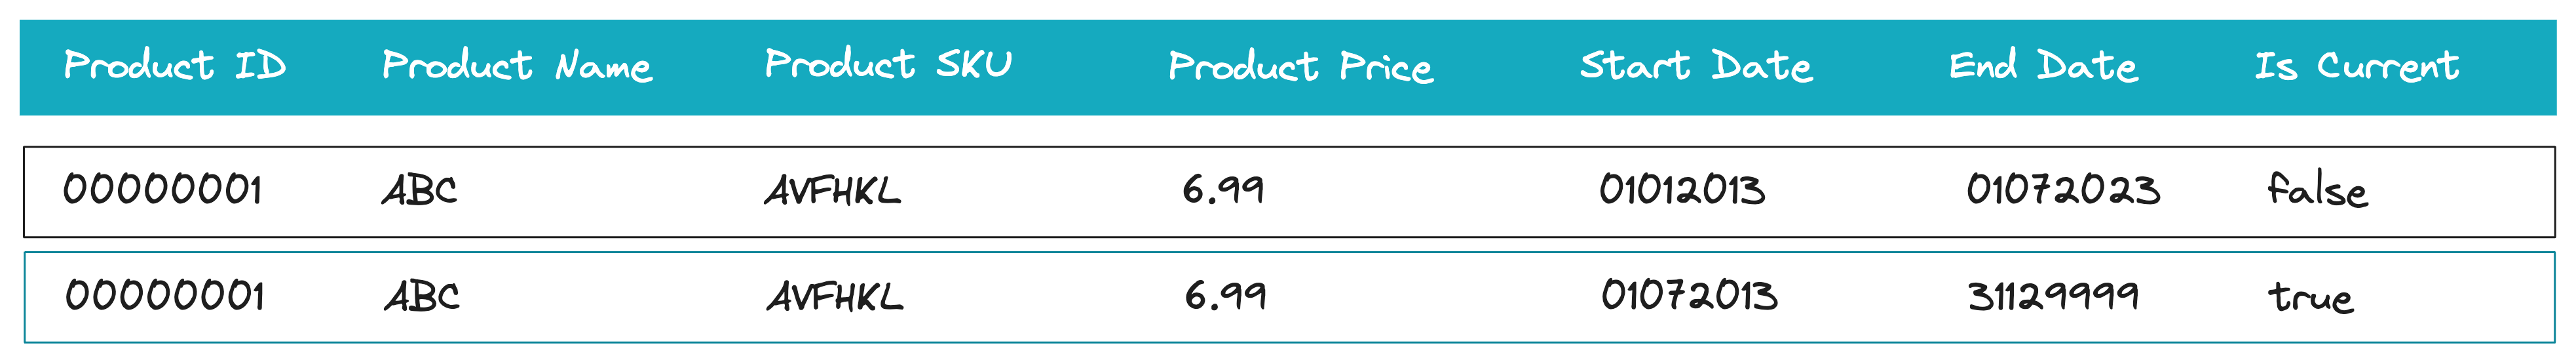 Product ID Product Name Product SKU Product Price Start Date End Date Is Current
00000001 ABC AVFHKL 6.99 01012013 01072023 false
00000001 ABC AVFHKL 6.99 01072013 31129999 true